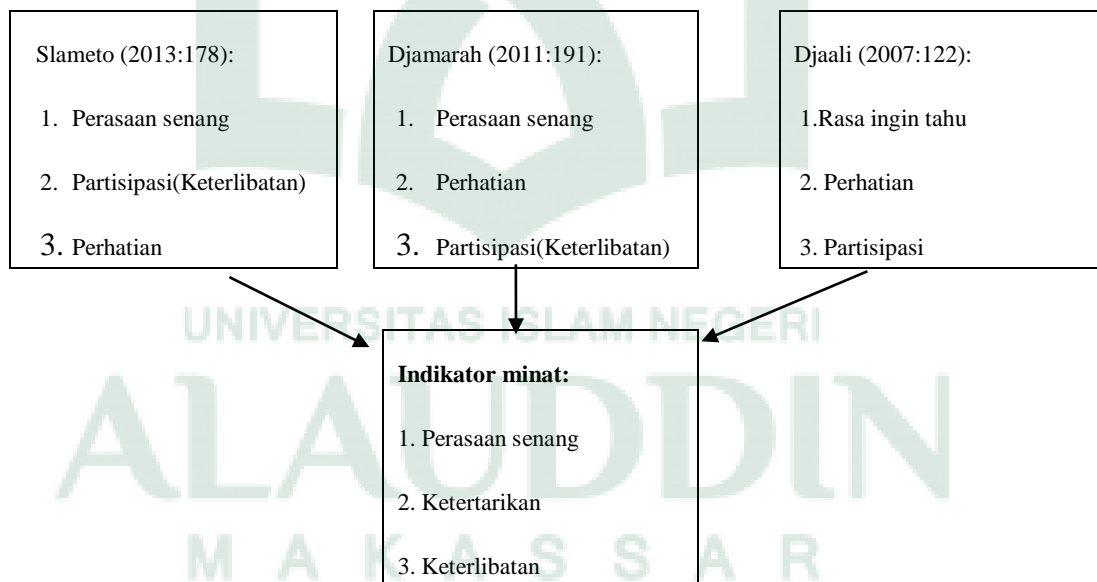 Slameto (2013:178):
1. Perasaan senang
2. Partisipasi(Keterlibatan)
3. Perhatian
Djamarah (2011:191):
1. Perasaan senang
2. Perhatian
3. Partisipasi(Keterlibatan)
Djaali (2007:122):
1.Rasa ingin tahu
2. Perhatian
3. Partisipasi
UNIVERSITAS ISLAM NEGERI
ALAUDDIN
MAKASSAR
Indikator minat:
1. Perasaan senang
2. Ketertarikan
3. Keterlibatan